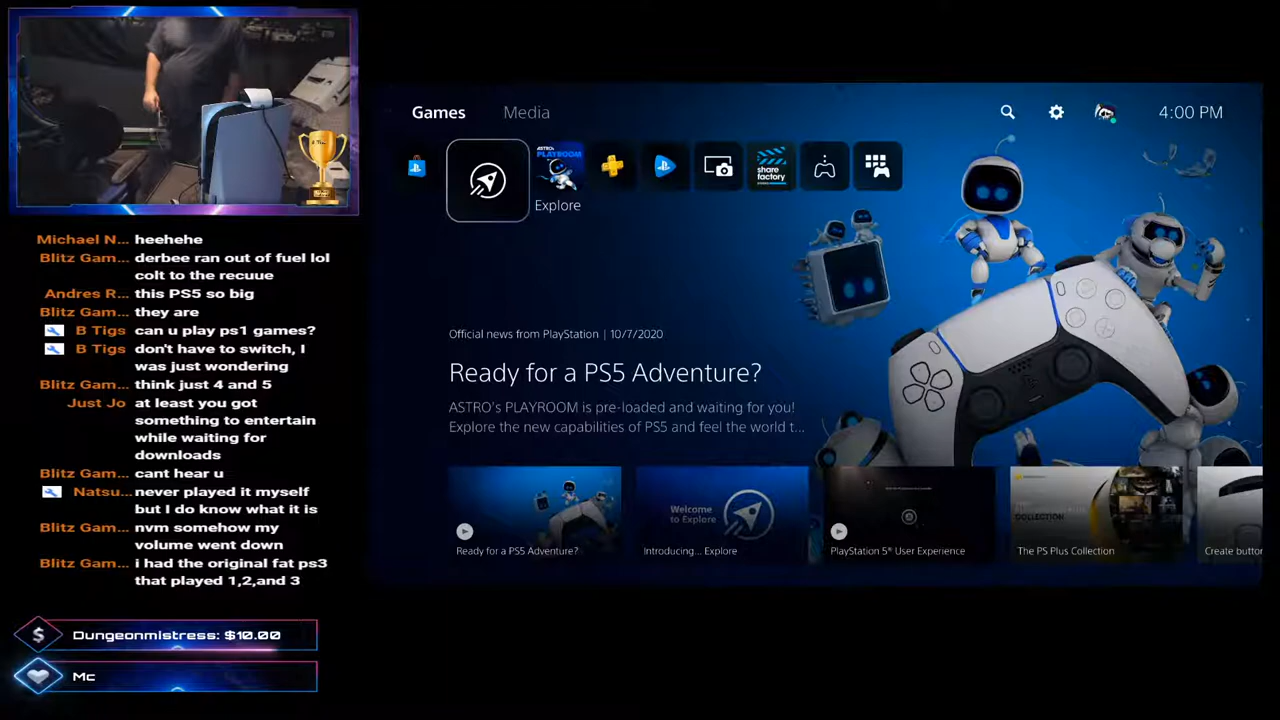 Games
Media
4:00 PM
ASTRO's
PLAYROOM
share
factory
Explore
Michael N... heehehe
Blitz Gam... derbee ran out of fuel lol
colt to the recuue
Andres R... this PS5 so big
Blitz Gam... they are
B Tigs can u play ps1 games?
B Tigs don't have to switch, I
was just wondering
Blitz Gam... think just 4 and 5
Just Jo at least you got
something to entertain
while waiting for
downloads
Blitz Gam... cant hear u
Natsu... never played it myself
but I do know what it is
Blitz Gam... nvm somehow my
volume went down
Blitz Gam... i had the original fat ps3
that played 1,2,and 3
Official news from PlayStation | 10/7/2020
Ready for a PS5 Adventure?
ASTRO's PLAYROOM is pre-loaded and waiting for you!
Explore the new capabilities of PS5 and feel the world t...
Welcome
to Explore
Ready for a PS5 Adventure?
Introducing... Explore
PlayStation 5® User Experience
The PS Plus Collection
Create button
$ Dungeonmistress: $10.00
Mc